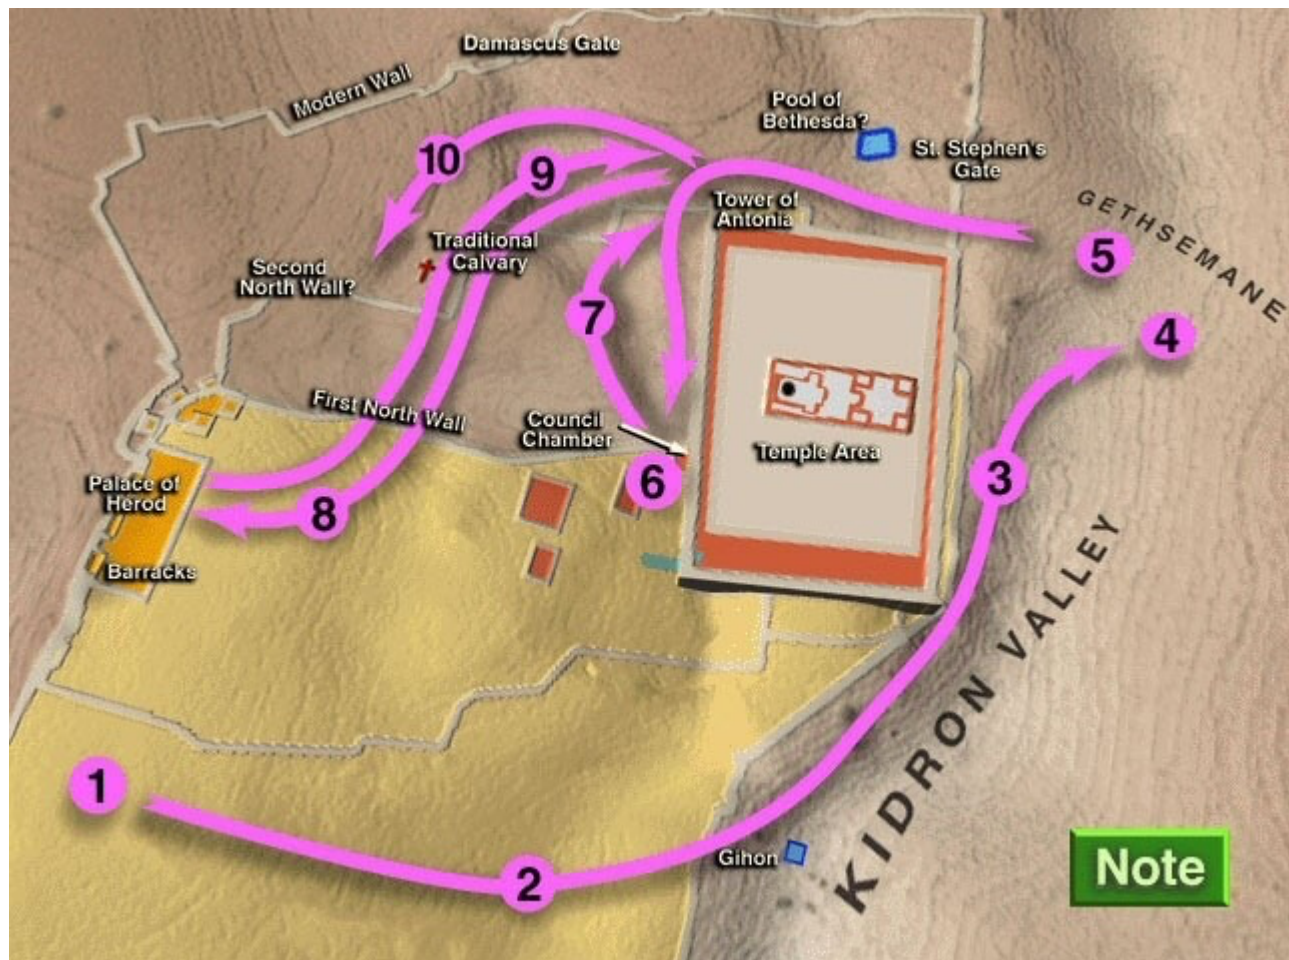 Damascus Gate
Modern Wall
Pool of
Bethesda?
St. Stephen's
Gate
10
9
GETHSEMANE
Tower of
Antonia
5
Traditional
Calvary
Second
North Wall?
7
4
First North Wall
Council
Chamber
Temple Area
Palace of
Herod
6
3
8
Barracks
KIDRON VALLEY
1
2
Gihon
Note